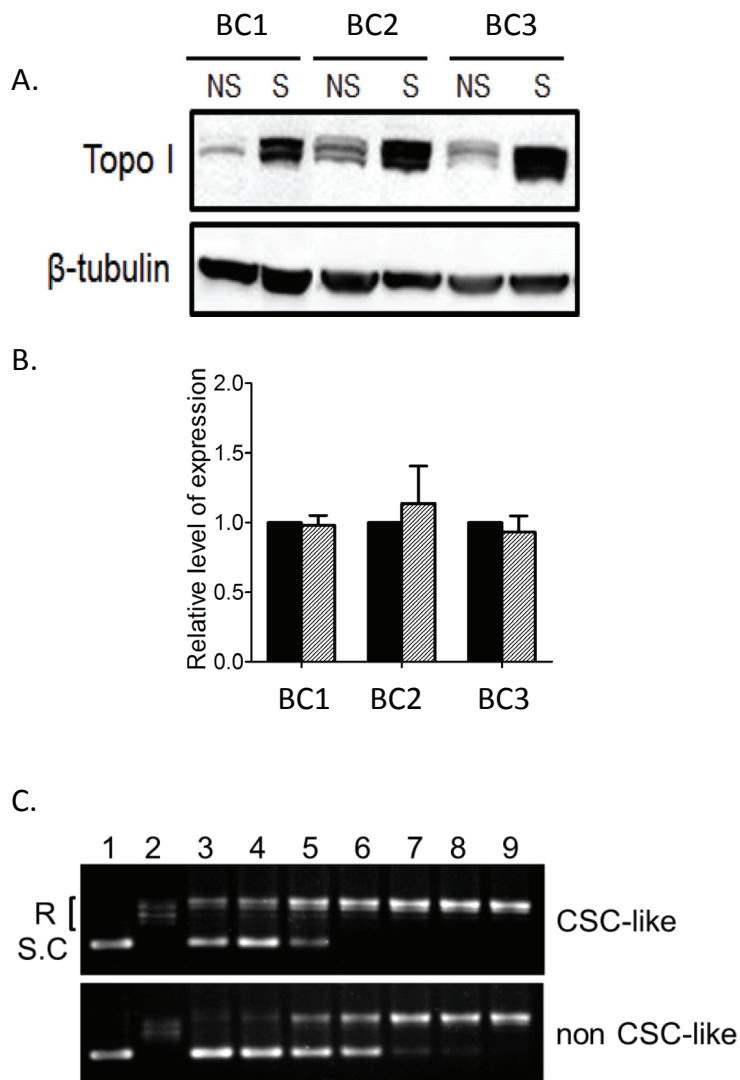 BC1 BC2 BC3
A.
NS S NS S NS S
Topo I
β-tubulin
B.
Relative level of expression
2.0
1.5
1.0
0.5
0.0
BC1 BC2 BC3
C.
1 2 3 4 5 6 7 8 9
R
CSC-like
S.C
non CSC-like